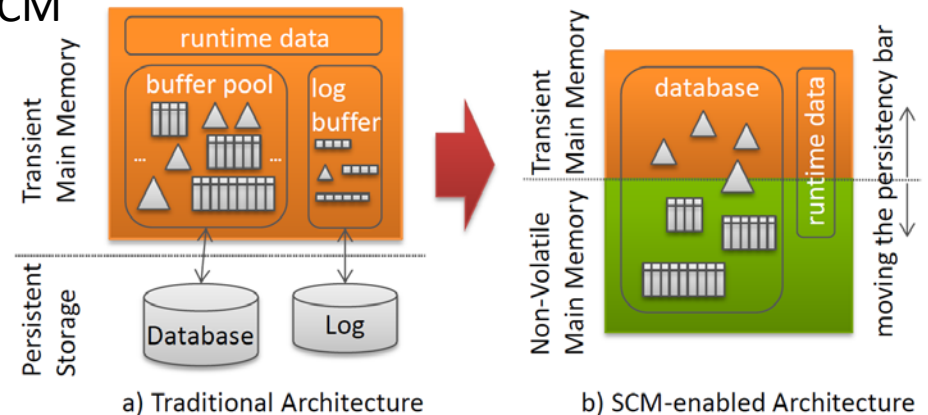 CM
Transient
Main Memory
runtime data
buffer pool
log
buffer
...
...
Persistent
Storage
Database
Log
a) Traditional Architecture
Transient
Main Memory
Non-Volatile
Main Memory
database
runtime data
moving the persistency bar
b) SCM-enabled Architecture